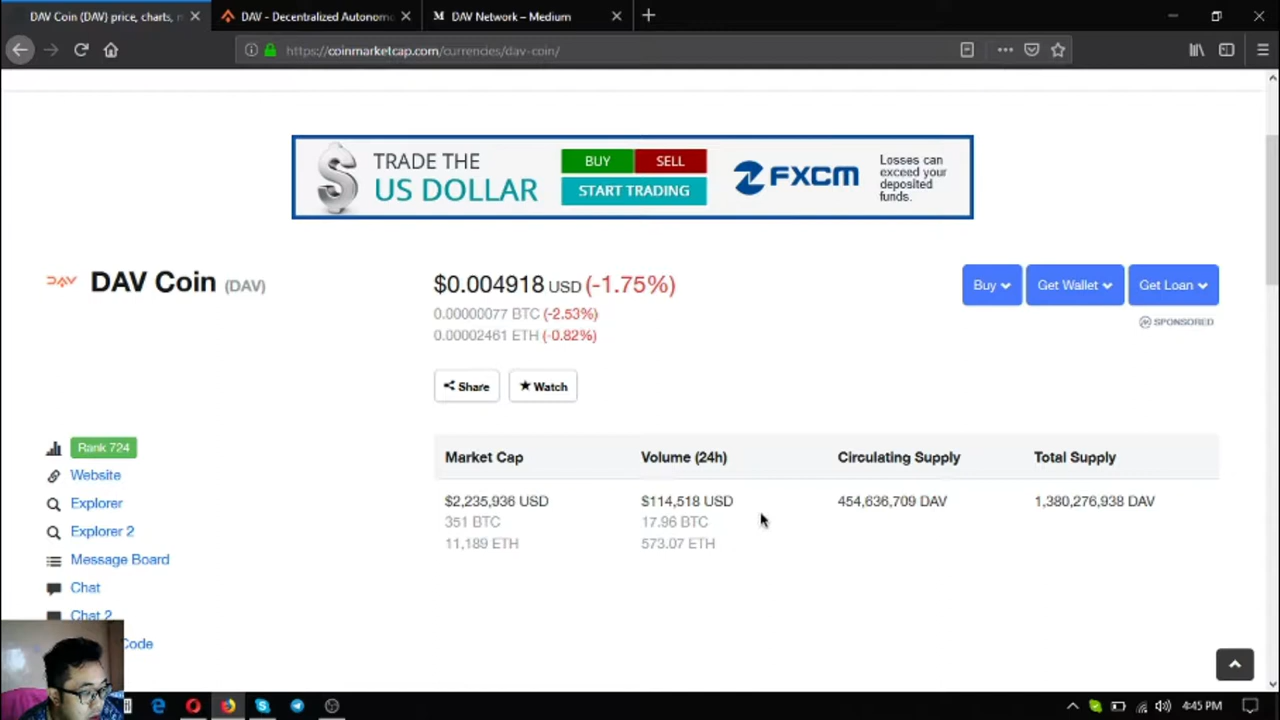 DAV Coin (DAV) price, charts,
DAV - Decentralized Autonomo
DAV Network – Medium
https://coinmarketcap.com/currencies/dav-coin/
TRADE THE
US DOLLAR
BUY
SELL
START TRADING
FXCM
Losses can
exceed your
deposited
funds.
DAV
DAV Coin (DAV)
$0.004918 USD (-1.75%)
0.00000077 BTC (-2.53%)
0.00002461 ETH (-0.82%)
Buy
Get Wallet
Get Loan
SPONSORED
Share
Watch
Rank 724
Website
Explorer
Explorer 2
Message Board
Chat
Chat 2
Code
Market Cap
Volume (24h)
Circulating Supply
Total Supply
$2,235,936 USD
$114,518 USD
454,636,709 DAV
1,380,276,938 DAV
351 BTC
17.96 BTC
11,189 ETH
573.07 ETH
4:45 PM